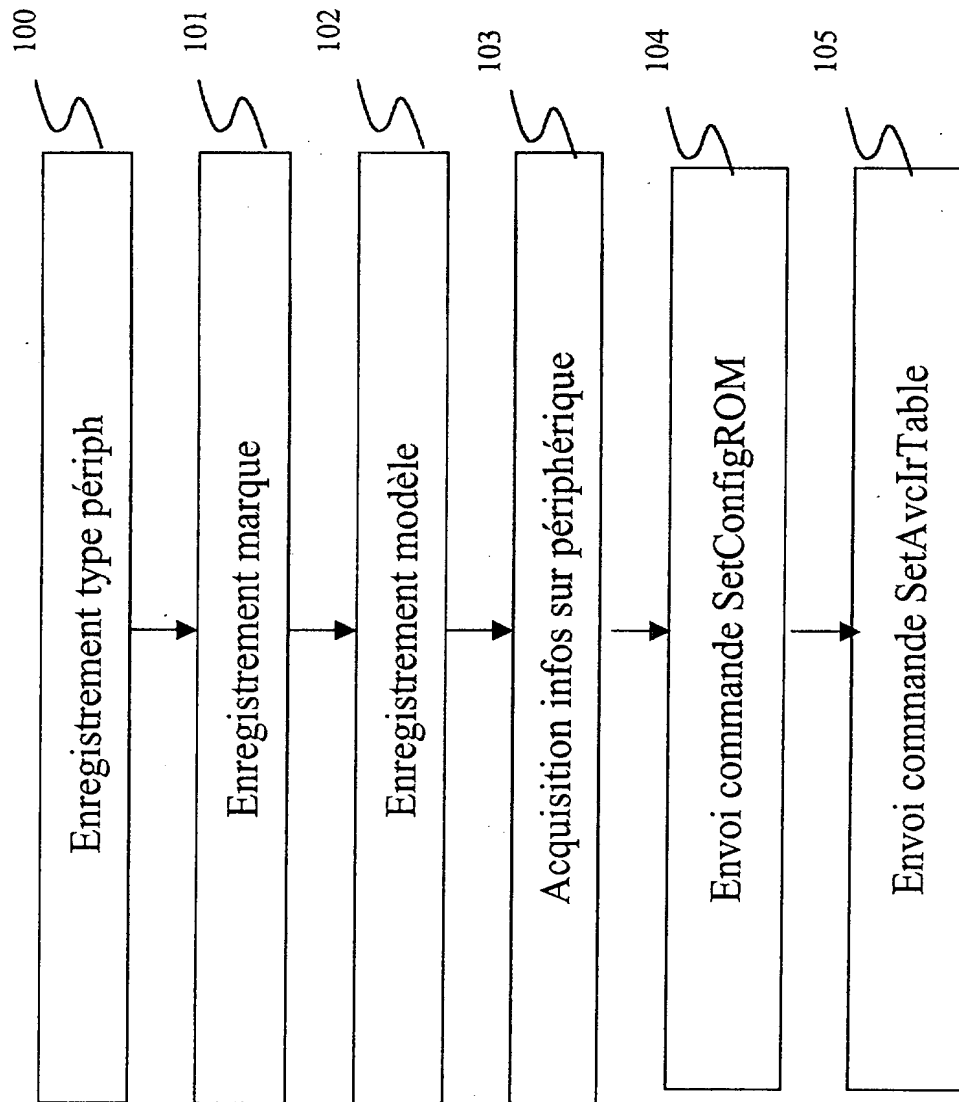 100
Enregistrement type périph
101
Enregistrement marque
102
Enregistrement modèle
103
Acquisition infos sur périphérique
104
Envoi commande SetConfigROM
105
Envoi commande SetAvcIrTable